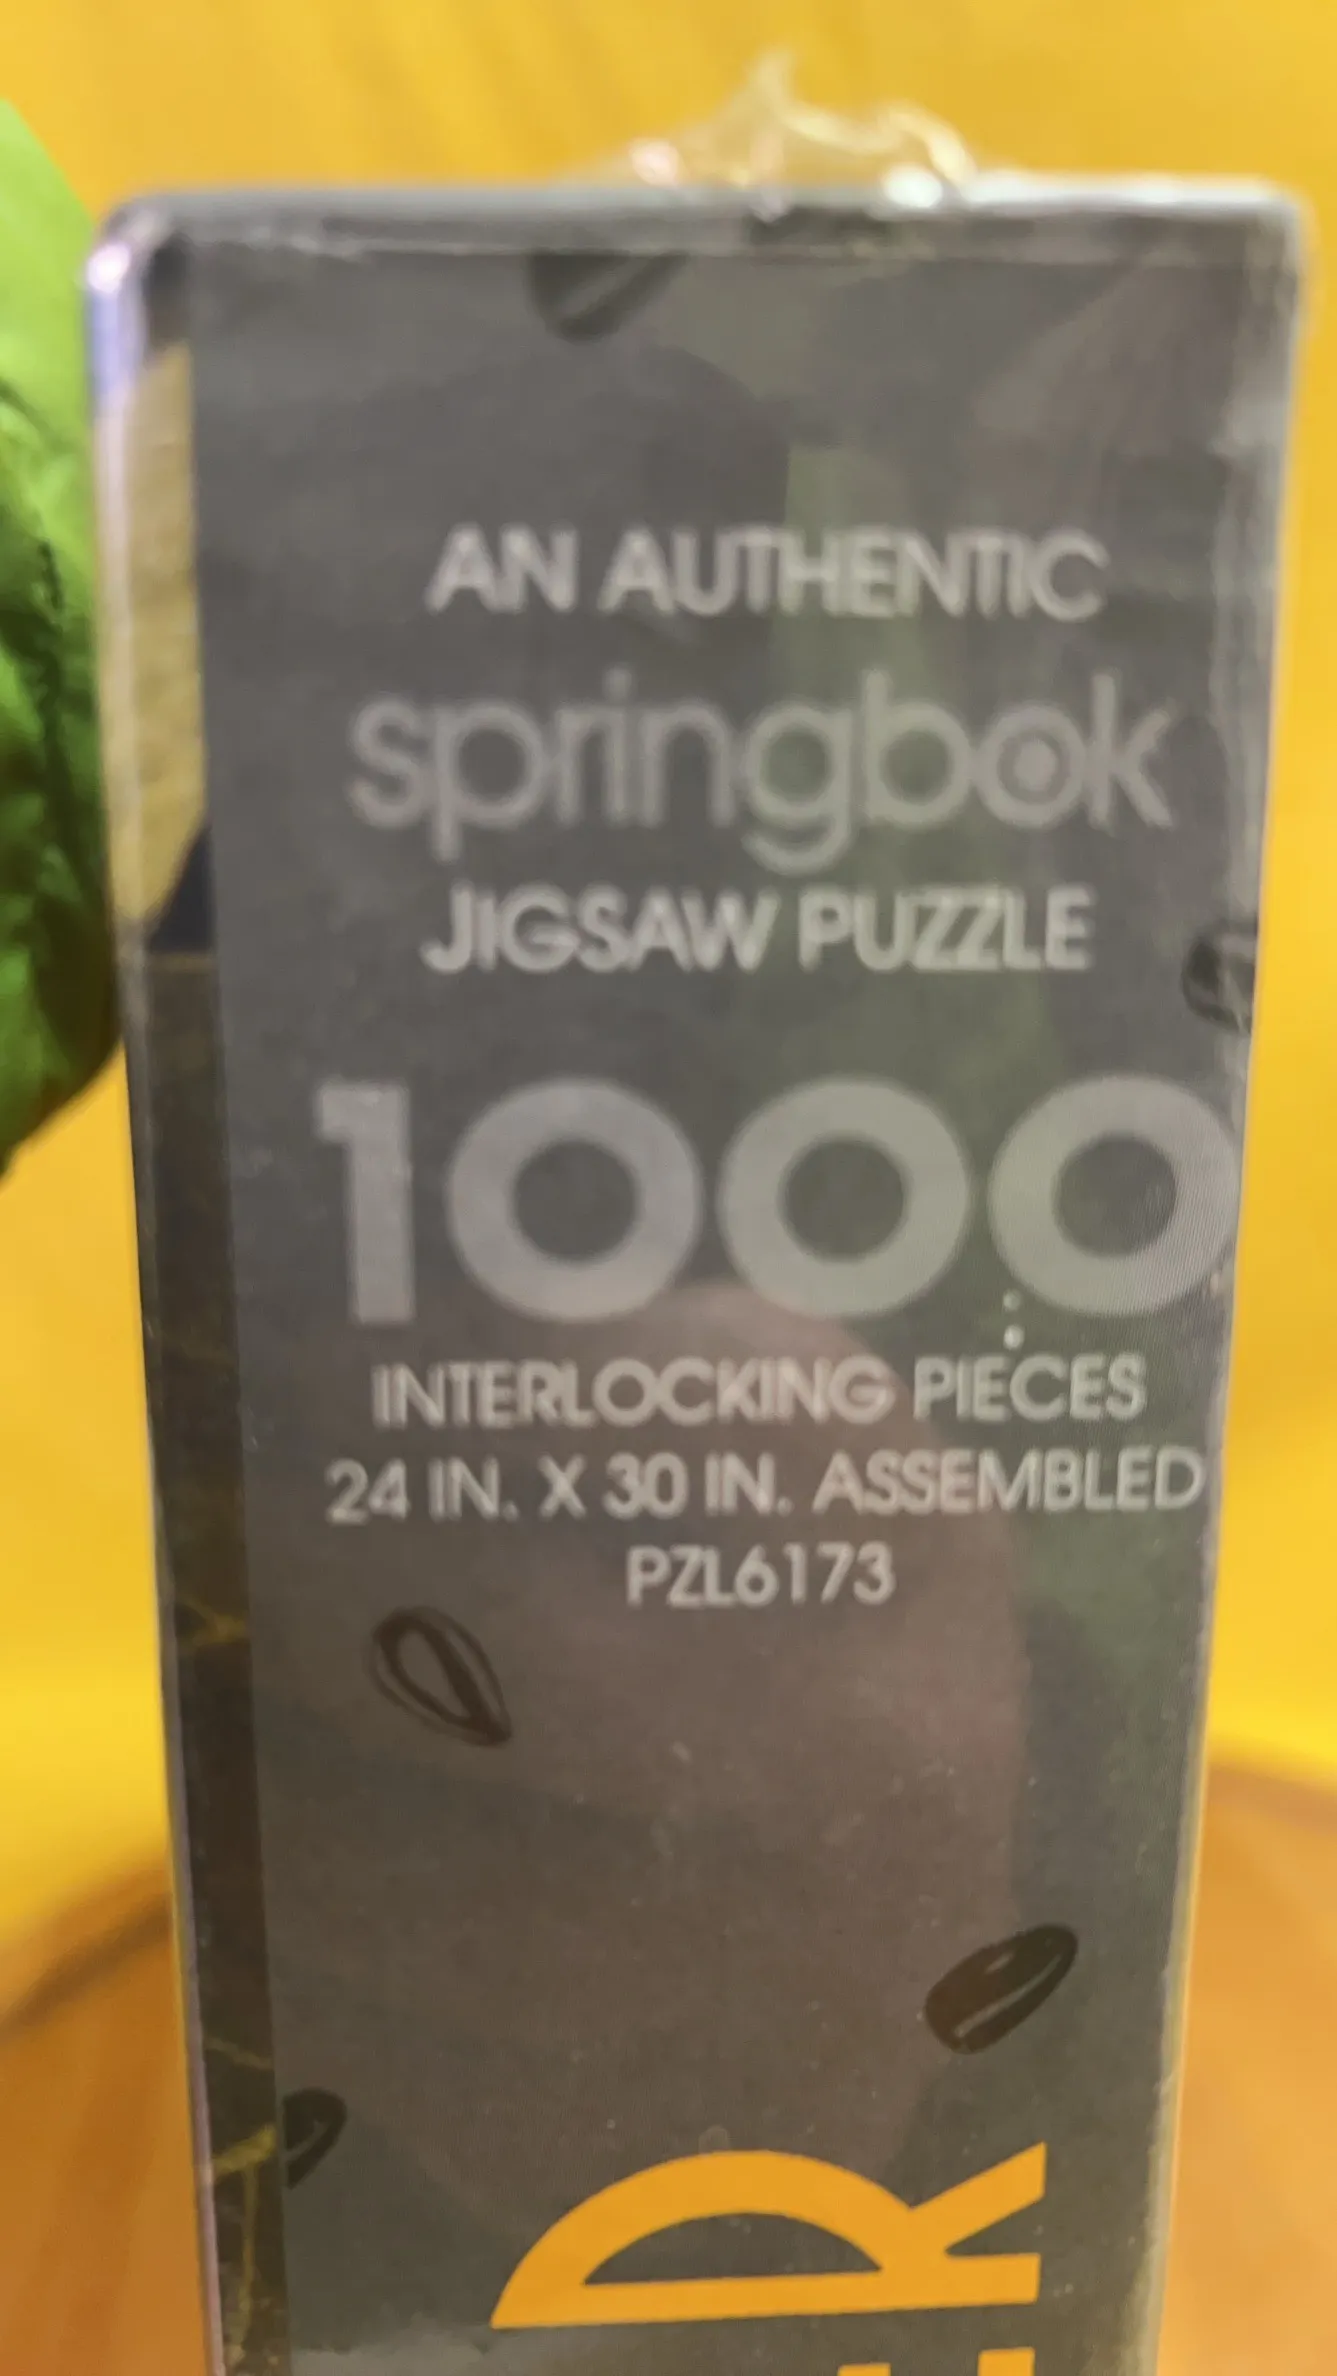 AN AUTHENTIC
springbok
JIGSAW PUZZLE
1000
INTERLOCKING PIECES
24 IN. X 30 IN. ASSEMBLED
PZL6173
R